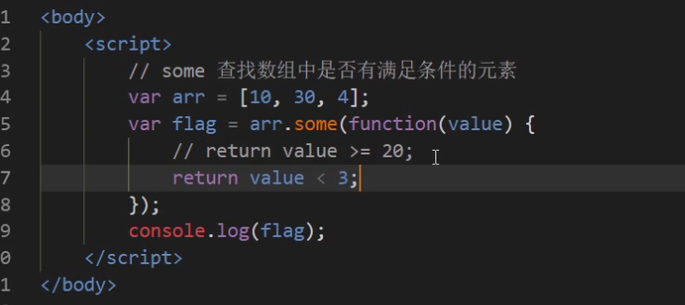 1 <body>
2 <script>
3 // some 查找数组中是否有满足条件的元素
4 var arr = [10, 30, 4];
5 var flag = arr.some(function(value) {
6 // return value >= 20;
7 return value < 3;
8 });
9 console.log(flag);
0 </script>
1 </body>